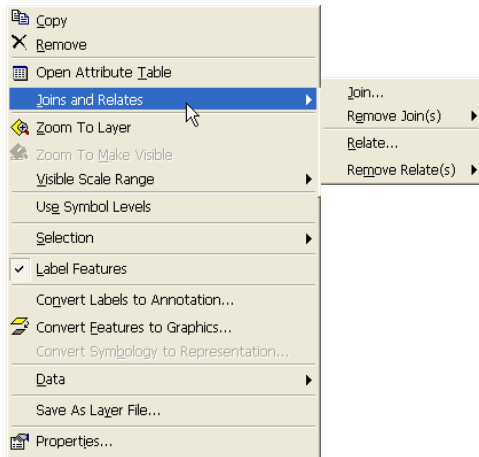 Copy
Remove
Open Attribute Table
Joins and Relates
Zoom To Layer
Zoom To Make Visible
Visible Scale Range
Use Symbol Levels
Selection
Label Features
Convert Labels to Annotation...
Convert Features to Graphics...
Convert Symbology to Representation...
Data
Save As Layer File...
Properties...
Join...
Remove Join(s)
Relate...
Remove Relate(s)